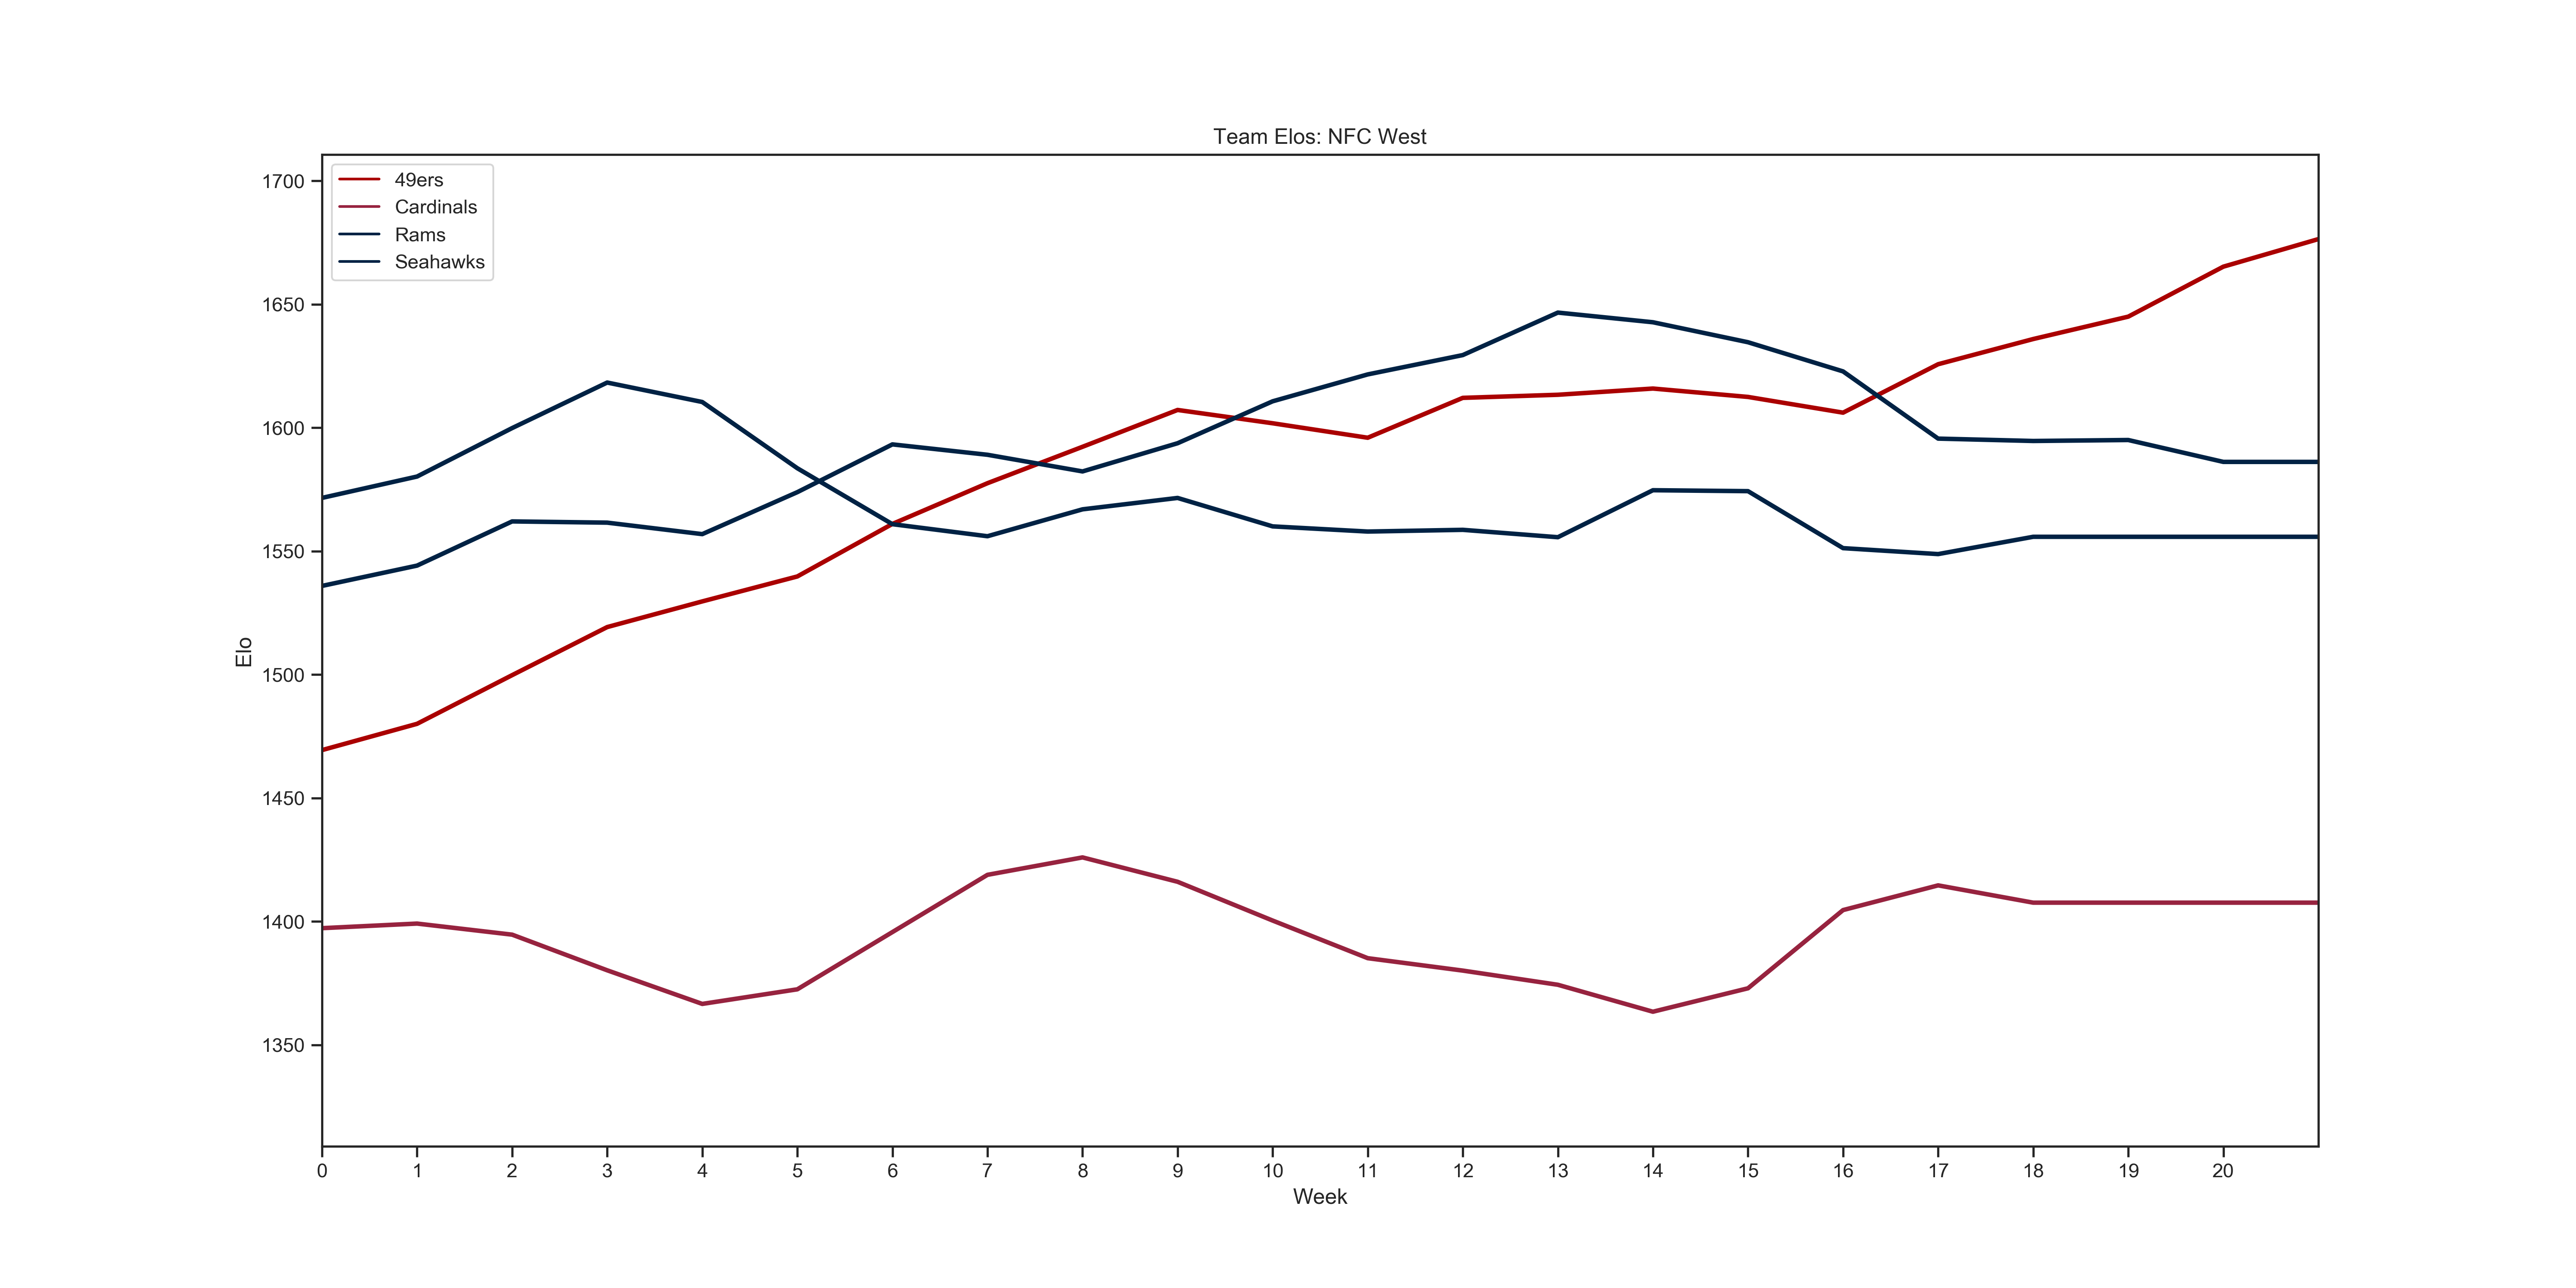 Team Elos: NFC West
49ers
Cardinals
Rams
Seahawks
1700
1650
1600
1550
1500
1450
1400
1350
Elo
0 1 2 3 4 5 6 7 8 9 10 11 12 13 14 15 16 17 18 19 20
Week